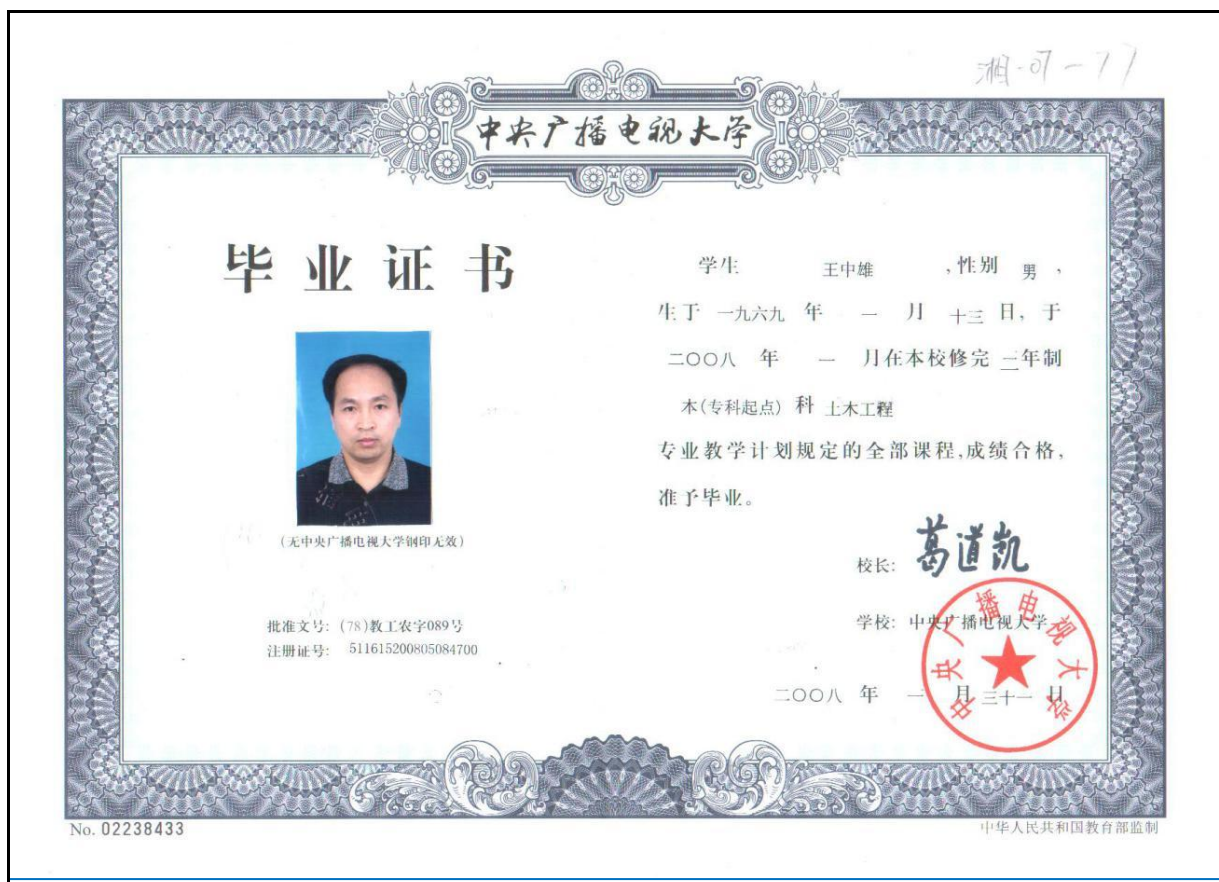 湘-07-77
中央广播电视大学
毕业证书
(无中央广播电视大学钢印无效)
批准文号: (78)教工农字089号
注册证号: 511615200805084700
学生 王中雄 ,性别 男 ,
生于 一九六九 年 一 月 十三 日, 于
二〇〇八 年 一 月在本校修完 三年制
本(专科起点) 科 土木工程
专业教学计划规定的全部课程,成绩合格,
准予毕业。
校长: 葛道凯
学校: 中央广播电视大学
二〇〇八 年 一 月 三十一 日
中央广播电视大学
No. 02238433
中华人民共和国教育部监制